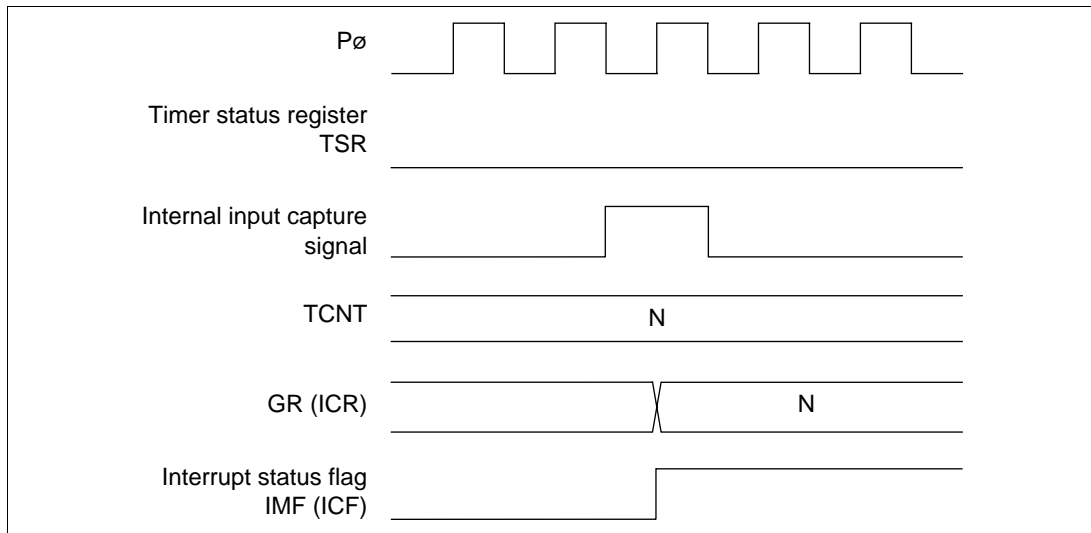 Pø
Timer status register
TSR
Internal input capture
signal
TCNT
N
GR (ICR)
N
Interrupt status flag
IMF (ICF)